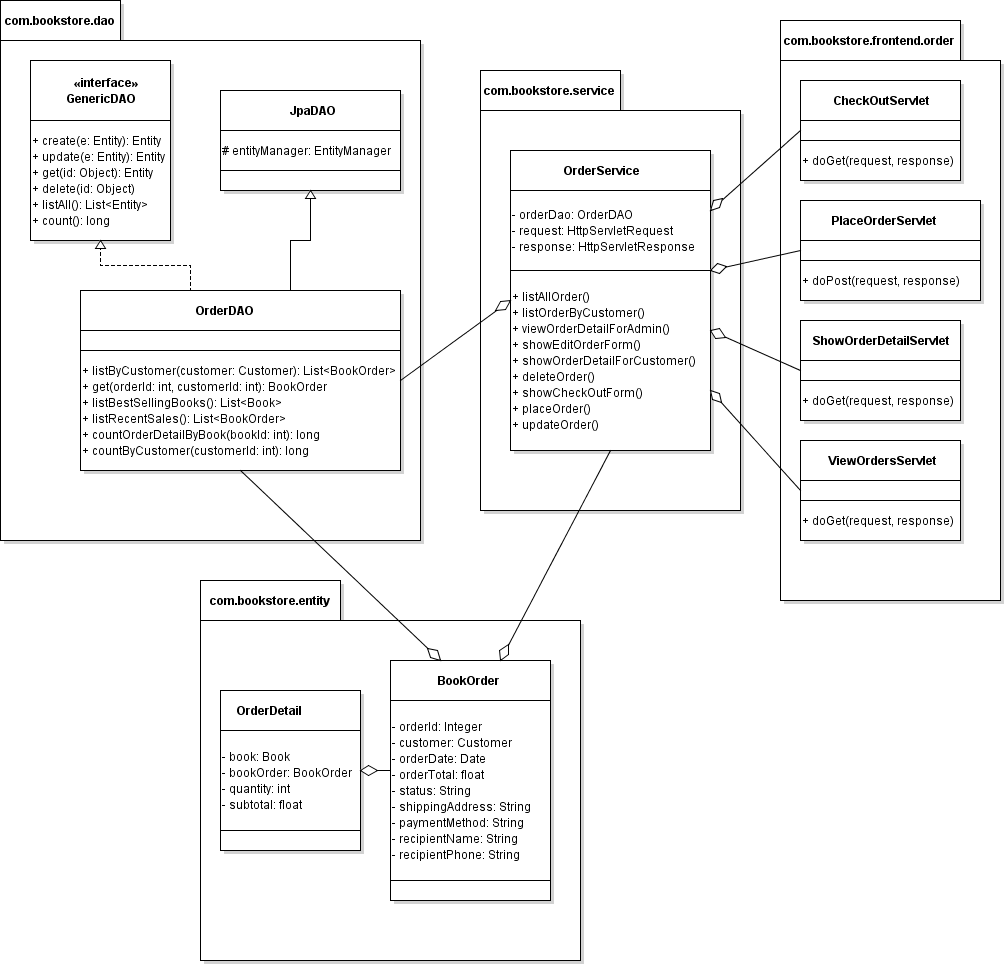 com.bookstore.dao
«interface»
GenericDAO
+ create(e: Entity): Entity
+ update(e: Entity): Entity
+ get(id: Object): Entity
+ delete(id: Object)
+ listAll(): List<Entity>
+ count(): long
JpaDAO
# entityManager: EntityManager
OrderDAO
+ listByCustomer(customer: Customer): List<BookOrder>
+ get(orderId: int, customerId: int): BookOrder
+ listBestSellingBooks(): List<Book>
+ listRecentSales(): List<BookOrder>
+ countOrderDetailByBook(bookId: int): long
+ countByCustomer(customerId: int): long
com.bookstore.service
OrderService
- orderDao: OrderDAO
- request: HttpServletRequest
- response: HttpServletResponse
+ listAllOrder()
+ listOrderByCustomer()
+ viewOrderDetailForAdmin()
+ showEditOrderForm()
+ showOrderDetailForCustomer()
+ deleteOrder()
+ showCheckOutForm()
+ placeOrder()
+ updateOrder()
com.bookstore.frontend.order
CheckOutServlet
+ doGet(request, response)
PlaceOrderServlet
+ doPost(request, response)
ShowOrderDetailServlet
+ doGet(request, response)
ViewOrdersServlet
+ doGet(request, response)
com.bookstore.entity
OrderDetail
- book: Book
- bookOrder: BookOrder
- quantity: int
- subtotal: float
BookOrder
- orderId: Integer
- customer: Customer
- orderDate: Date
- orderTotal: float
- status: String
- shippingAddress: String
- paymentMethod: String
- recipientName: String
- recipientPhone: String